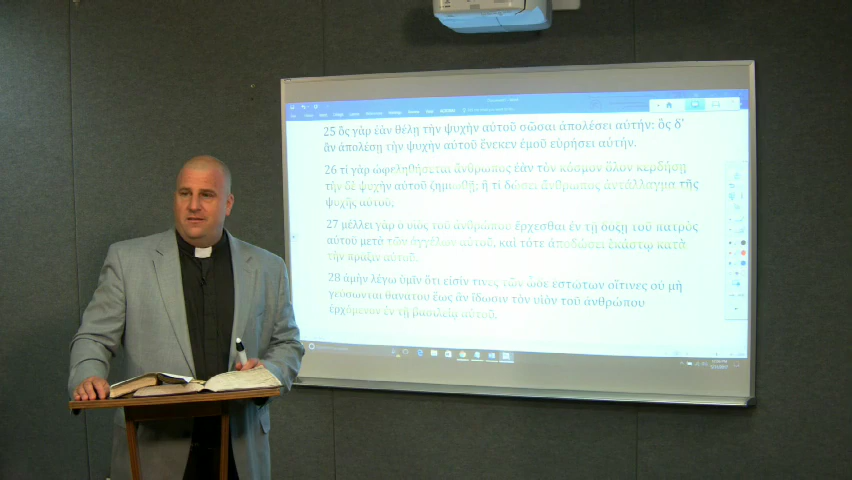 25 ὃς γὰρ ἐὰν θέλῃ τὴν ψυχὴν αὐτοῦ σῶσαι ἀπολέσει αὐτήν· ὃς δ'
ἂν ἀπολέσῃ τὴν ψυχὴν αὐτοῦ ἕνεκεν ἐμοῦ εὑρήσει αὐτήν.
26 τί γὰρ ὠφεληθήσεται ἄνθρωπος ἐὰν τὸν κόσμον ὅλον κερδήσῃ
τὴν δὲ ψυχὴν αὐτοῦ ζημιωθῇ; ἢ τί δώσει ἄνθρωπος ἀντάλλαγμα τῆς
ψυχῆς αὐτοῦ;
27 μέλλει γὰρ ὁ υἱὸς τοῦ ἀνθρώπου ἔρχεσθαι ἐν τῇ δόξῃ τοῦ πατρὸς
αὐτοῦ μετὰ τῶν ἀγγέλων αὐτοῦ, καὶ τότε ἀποδώσει ἑκάστῳ κατὰ
τὴν πρᾶξιν αὐτοῦ.
28 ἀμὴν λέγω ὑμῖν ὅτι εἰσίν τινες τῶν ὧδε ἑστώτων οἵτινες οὐ μὴ
γεύσωνται θανάτου ἕως ἂν ἴδωσιν τὸν υἱὸν τοῦ ἀνθρώπου
ἐρχόμενον ἐν τῇ βασιλείᾳ αὐτοῦ.